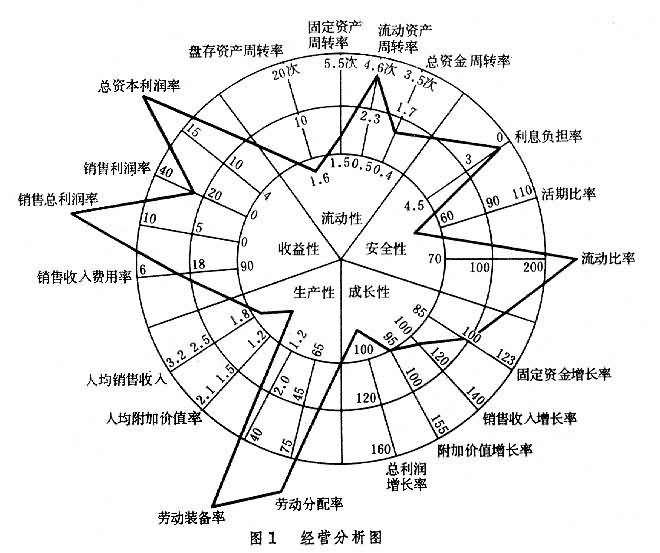 固定资产
周转率
流动资产
周转率
盘存资产周转率
总资金周转率
5.5次
4.6次
3.5次
20次
总资本利润率
利息负担率
销售利润率
活期比率
销售总利润率
流动比率
销售收入费用率
固定资金增长率
人均销售收入
销售收入增长率
人均附加价值率
附加价值增长率
总利润
增长率
劳动分配率
劳动装备率
10
2.3
1.7
0
15
10
4
3
1.6
1.5
0.5
0.4
4.5
40
20
0
60
90
110
流动性
10
5
0
收益性
安全性
6
18
90
70
100
200
生产性
成长性
3.2
2.5
1.8
85
100
123
2.1
1.5
1.2
100
120
140
40
2.0
1.2
95
100
155
75
45
65
100
120
160
图1 经营分析图